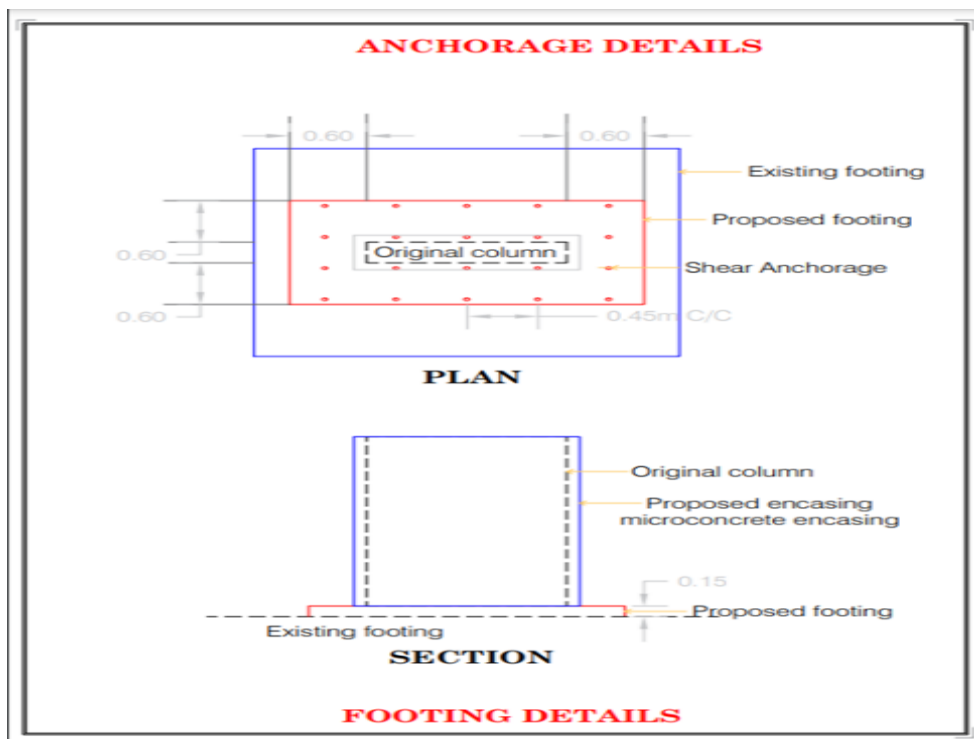 ANCHORAGE DETAILS
0.60
0.60
Existing footing
Proposed footing
Original column
0.60
Shear Anchorage
0.60
0.45m C/C
PLAN
Original column
Proposed encasing
microconcrete encasing
0.15
Proposed footing
Existing footing
SECTION
FOOTING DETAILS